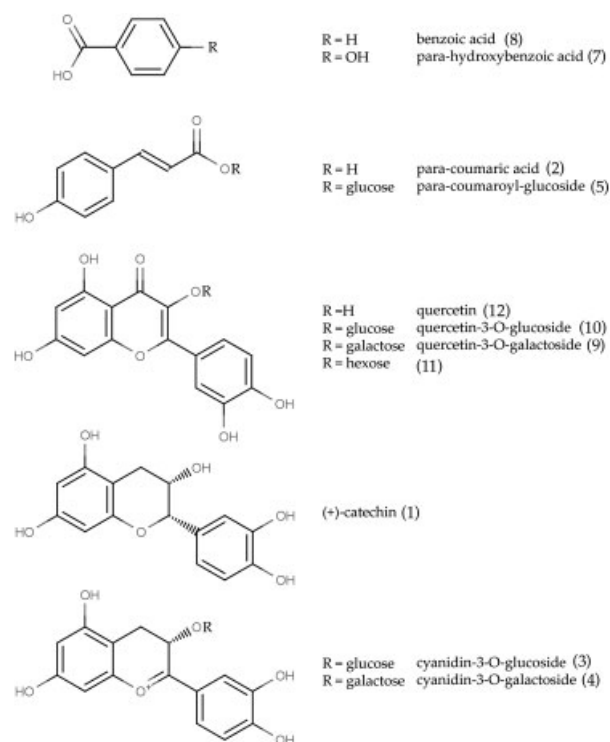 O
HO
R
R = H benzoic acid (8)
R = OH para-hydroxybenzoic acid (7)
O
OR
HO
R = H para-coumaric acid (2)
R = glucose para-coumaroyl-glucoside (5)
OH O
OR
HO
O
OH
OH
R =H quercetin (12)
R = glucose quercetin-3-O-glucoside (10)
R = galactose quercetin-3-O-galactoside (9)
R = hexose (11)
OH
OH
HO
O
OH
OH
(+)-catechin (1)
OH
OR
HO
O+
OH
OH
R = glucose cyanidin-3-O-glucoside (3)
R = galactose cyanidin-3-O-galactoside (4)